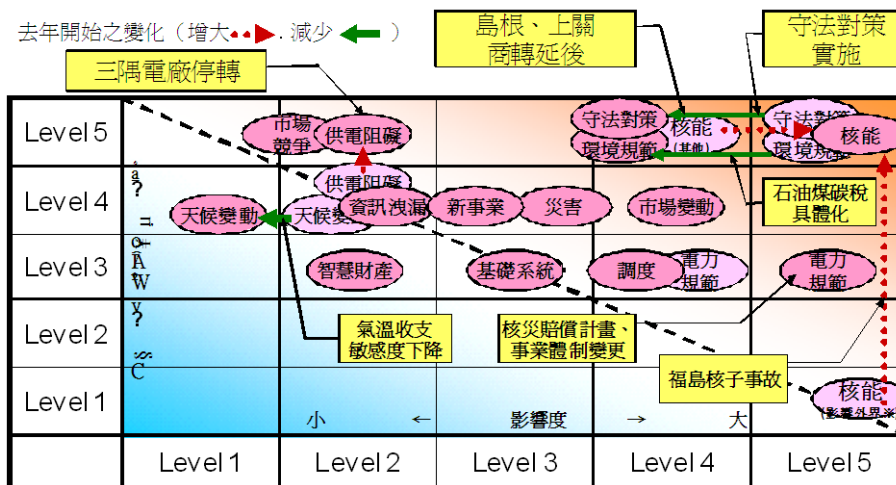 去年開始之變化（增大 ．減少 ）
三隅電廠停轉
島根、上關
商轉延後
守法對策
實施
Level 5
市場
競爭
供電阻礙
守法對策
環境規範
核能
(其他)
守法對策
環境規範
核能
供電阻礙
Level 4
天候變動
天候變
資訊洩漏
新事業
災害
市場變動
石油煤碳稅
具體化
Level 3
智慧財產
基礎系統
調度
電力
規範
電力
規範
Level 2
氣溫收支
敏感度下降
核災賠償計畫、
事業體制變更
福島核子事故
Level 1
核能
(影響外界※
小 ← 影響度 → 大
Level 1 Level 2 Level 3 Level 4 Level 5